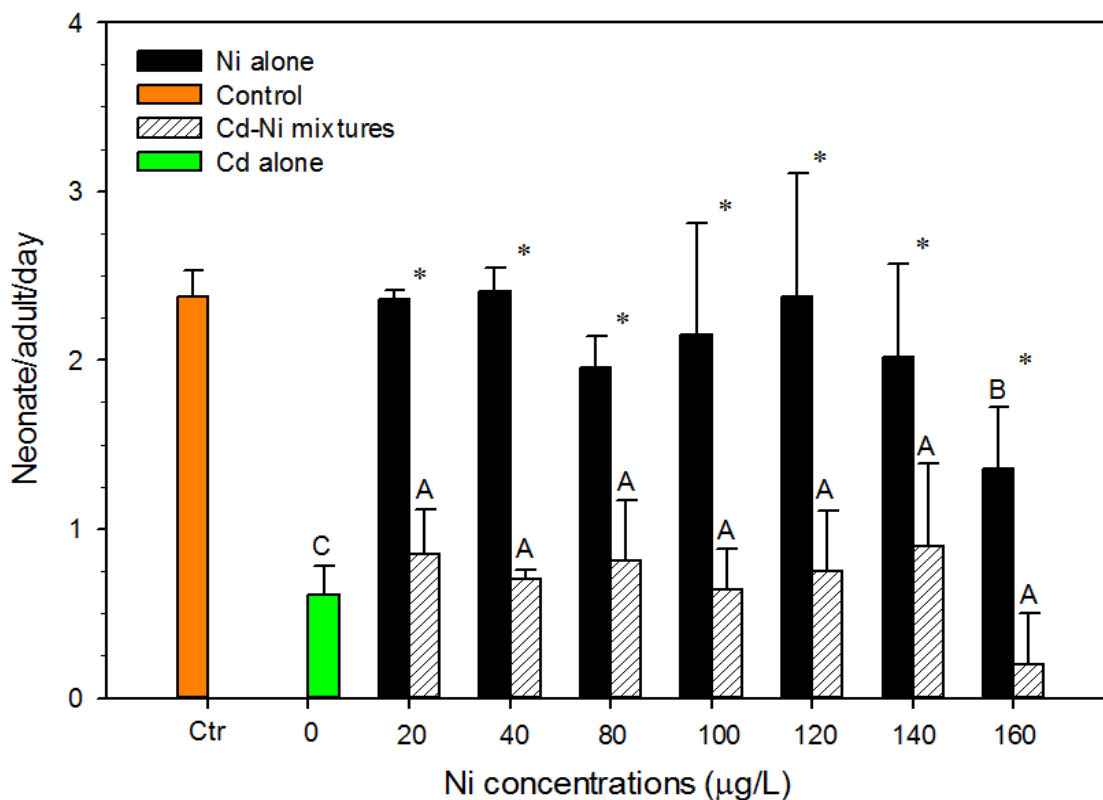 4
3
2
1
0
Neonate/adult/day
Ni alone
Control
Cd-Ni mixtures
Cd alone
C
* A
* A
* A
* A
* A
* A
B * A
Ctr 0 20 40 80 100 120 140 160
Ni concentrations (μg/L)